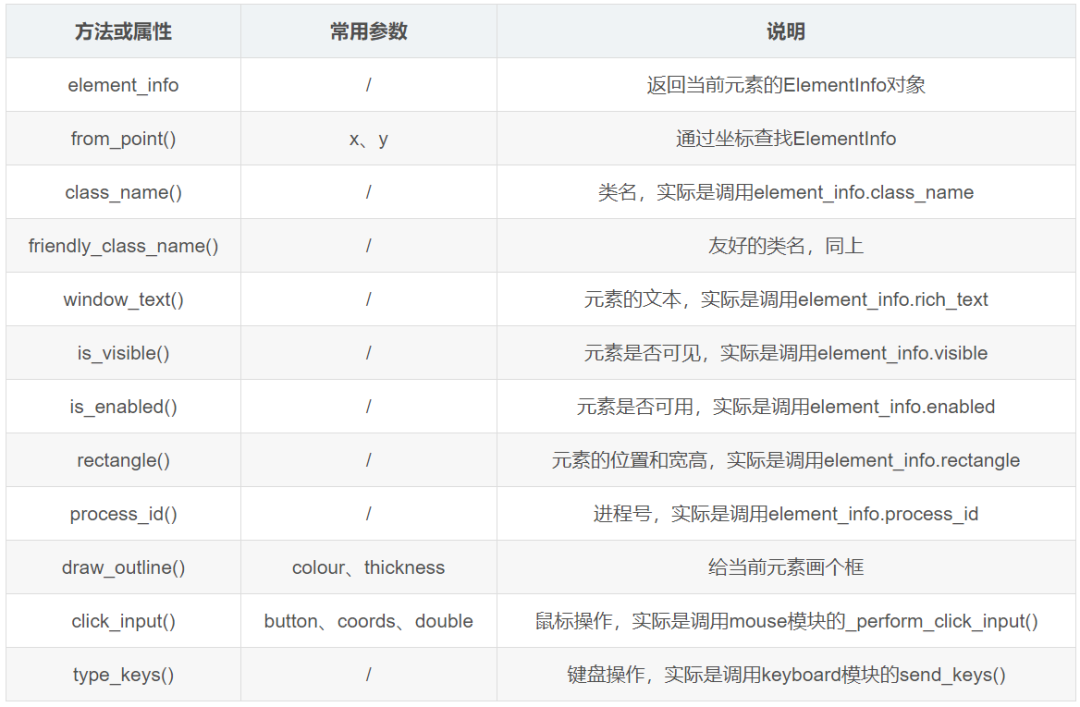 方法或属性 常用参数 说明
element_info / 返回当前元素的ElementInfo对象
from_point() x、y 通过坐标查找ElementInfo
class_name() / 类名，实际是调用element_info.class_name
friendly_class_name() / 友好的类名，同上
window_text() / 元素的文本，实际是调用element_info.rich_text
is_visible() / 元素是否可见，实际是调用element_info.visible
is_enabled() / 元素是否可用，实际是调用element_info.enabled
rectangle() / 元素的位置和宽高，实际是调用element_info.rectangle
process_id() / 进程号，实际是调用element_info.process_id
draw_outline() colour、thickness 给当前元素画个框
click_input() button、coords、double 鼠标操作，实际是调用mouse模块的_perform_click_input()
type_keys() / 键盘操作，实际是调用keyboard模块的send_keys()